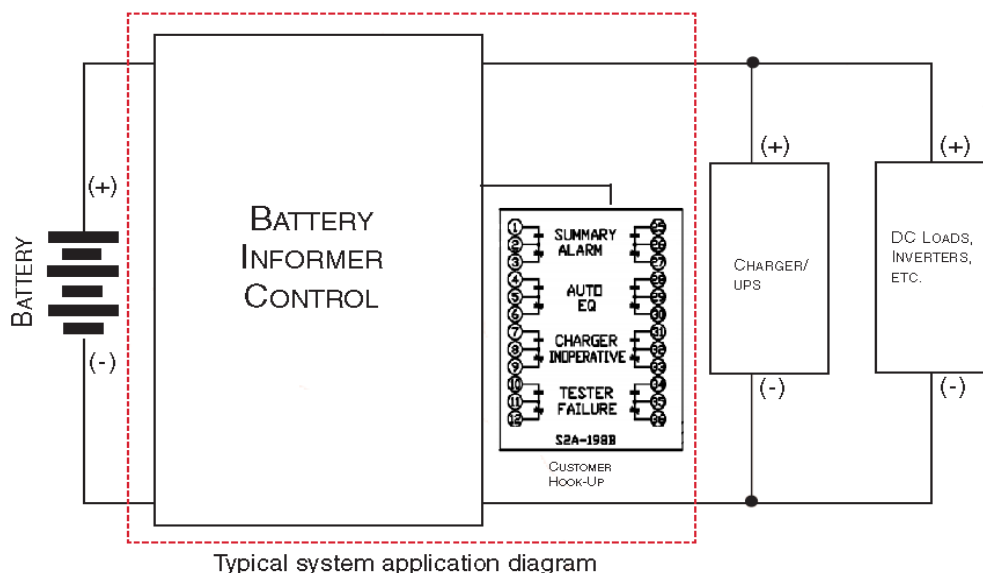 BATTERY
(+)
(-)
BATTERY
INFORMER
CONTROL
1
2
3
SUMMARY
ALARM
25
26
27
4
5
6
AUTO
EQ
28
29
30
7
8
9
CHARGER
INOPERATIVE
31
32
33
10
11
12
TESTER
FAILURE
34
35
36
S2A-198B
CUSTOMER
HOOK-UP
(+)
CHARGER/
UPS
(-)
(+)
DC LOADS,
INVERTERS,
ETC.
(-)
Typical system application diagram